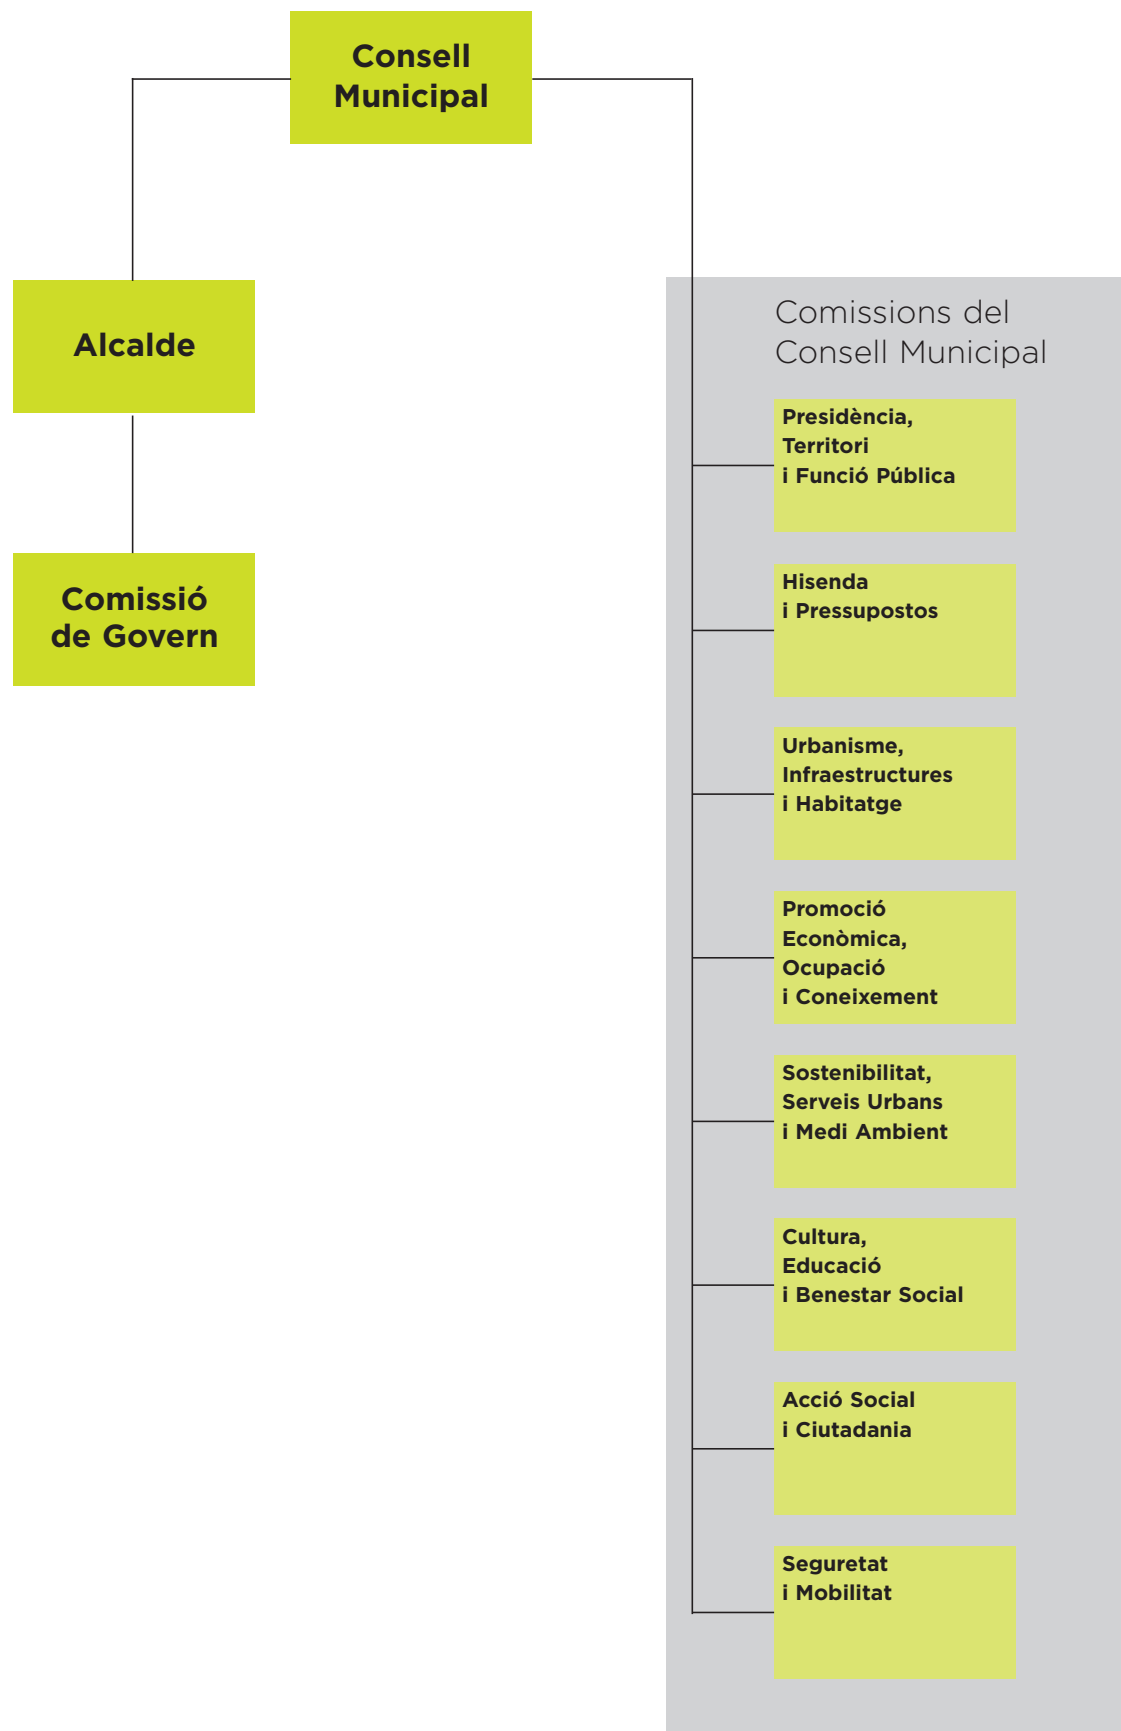 Consell
Municipal
Alcalde
Comissió
de Govern
Comissions del
Consell Municipal
Presidència,
Territori
i Funció Pública
Hisenda
i Pressupostos
Urbanisme,
Infraestructures
i Habitatge
Promoció
Econòmica,
Ocupació
i Coneixement
Sostenibilitat,
Serveis Urbans
i Medi Ambient
Cultura,
Educació
i Benestar Social
Acció Social
i Ciutadania
Seguretat
i Mobilitat